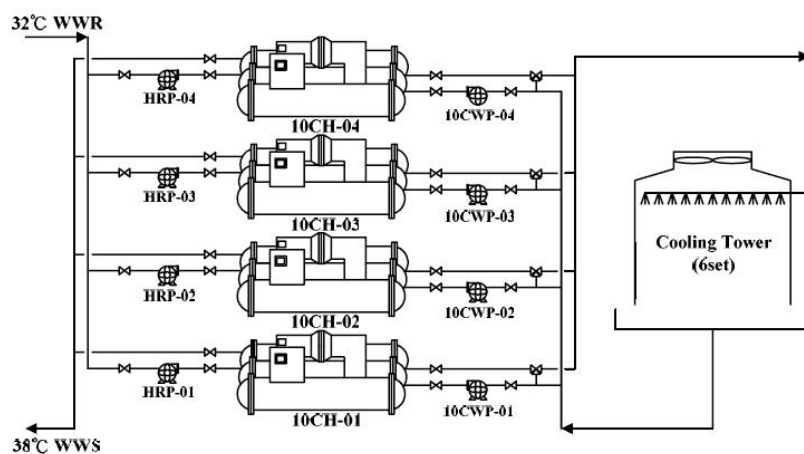 32℃ WWR
HRP-04
10CH-04
10CWP-04
HRP-03
10CH-03
10CWP-03
Cooling Tower
(6set)
HRP-02
10CH-02
10CWP-02
HRP-01
10CH-01
10CWP-01
38℃ WWS